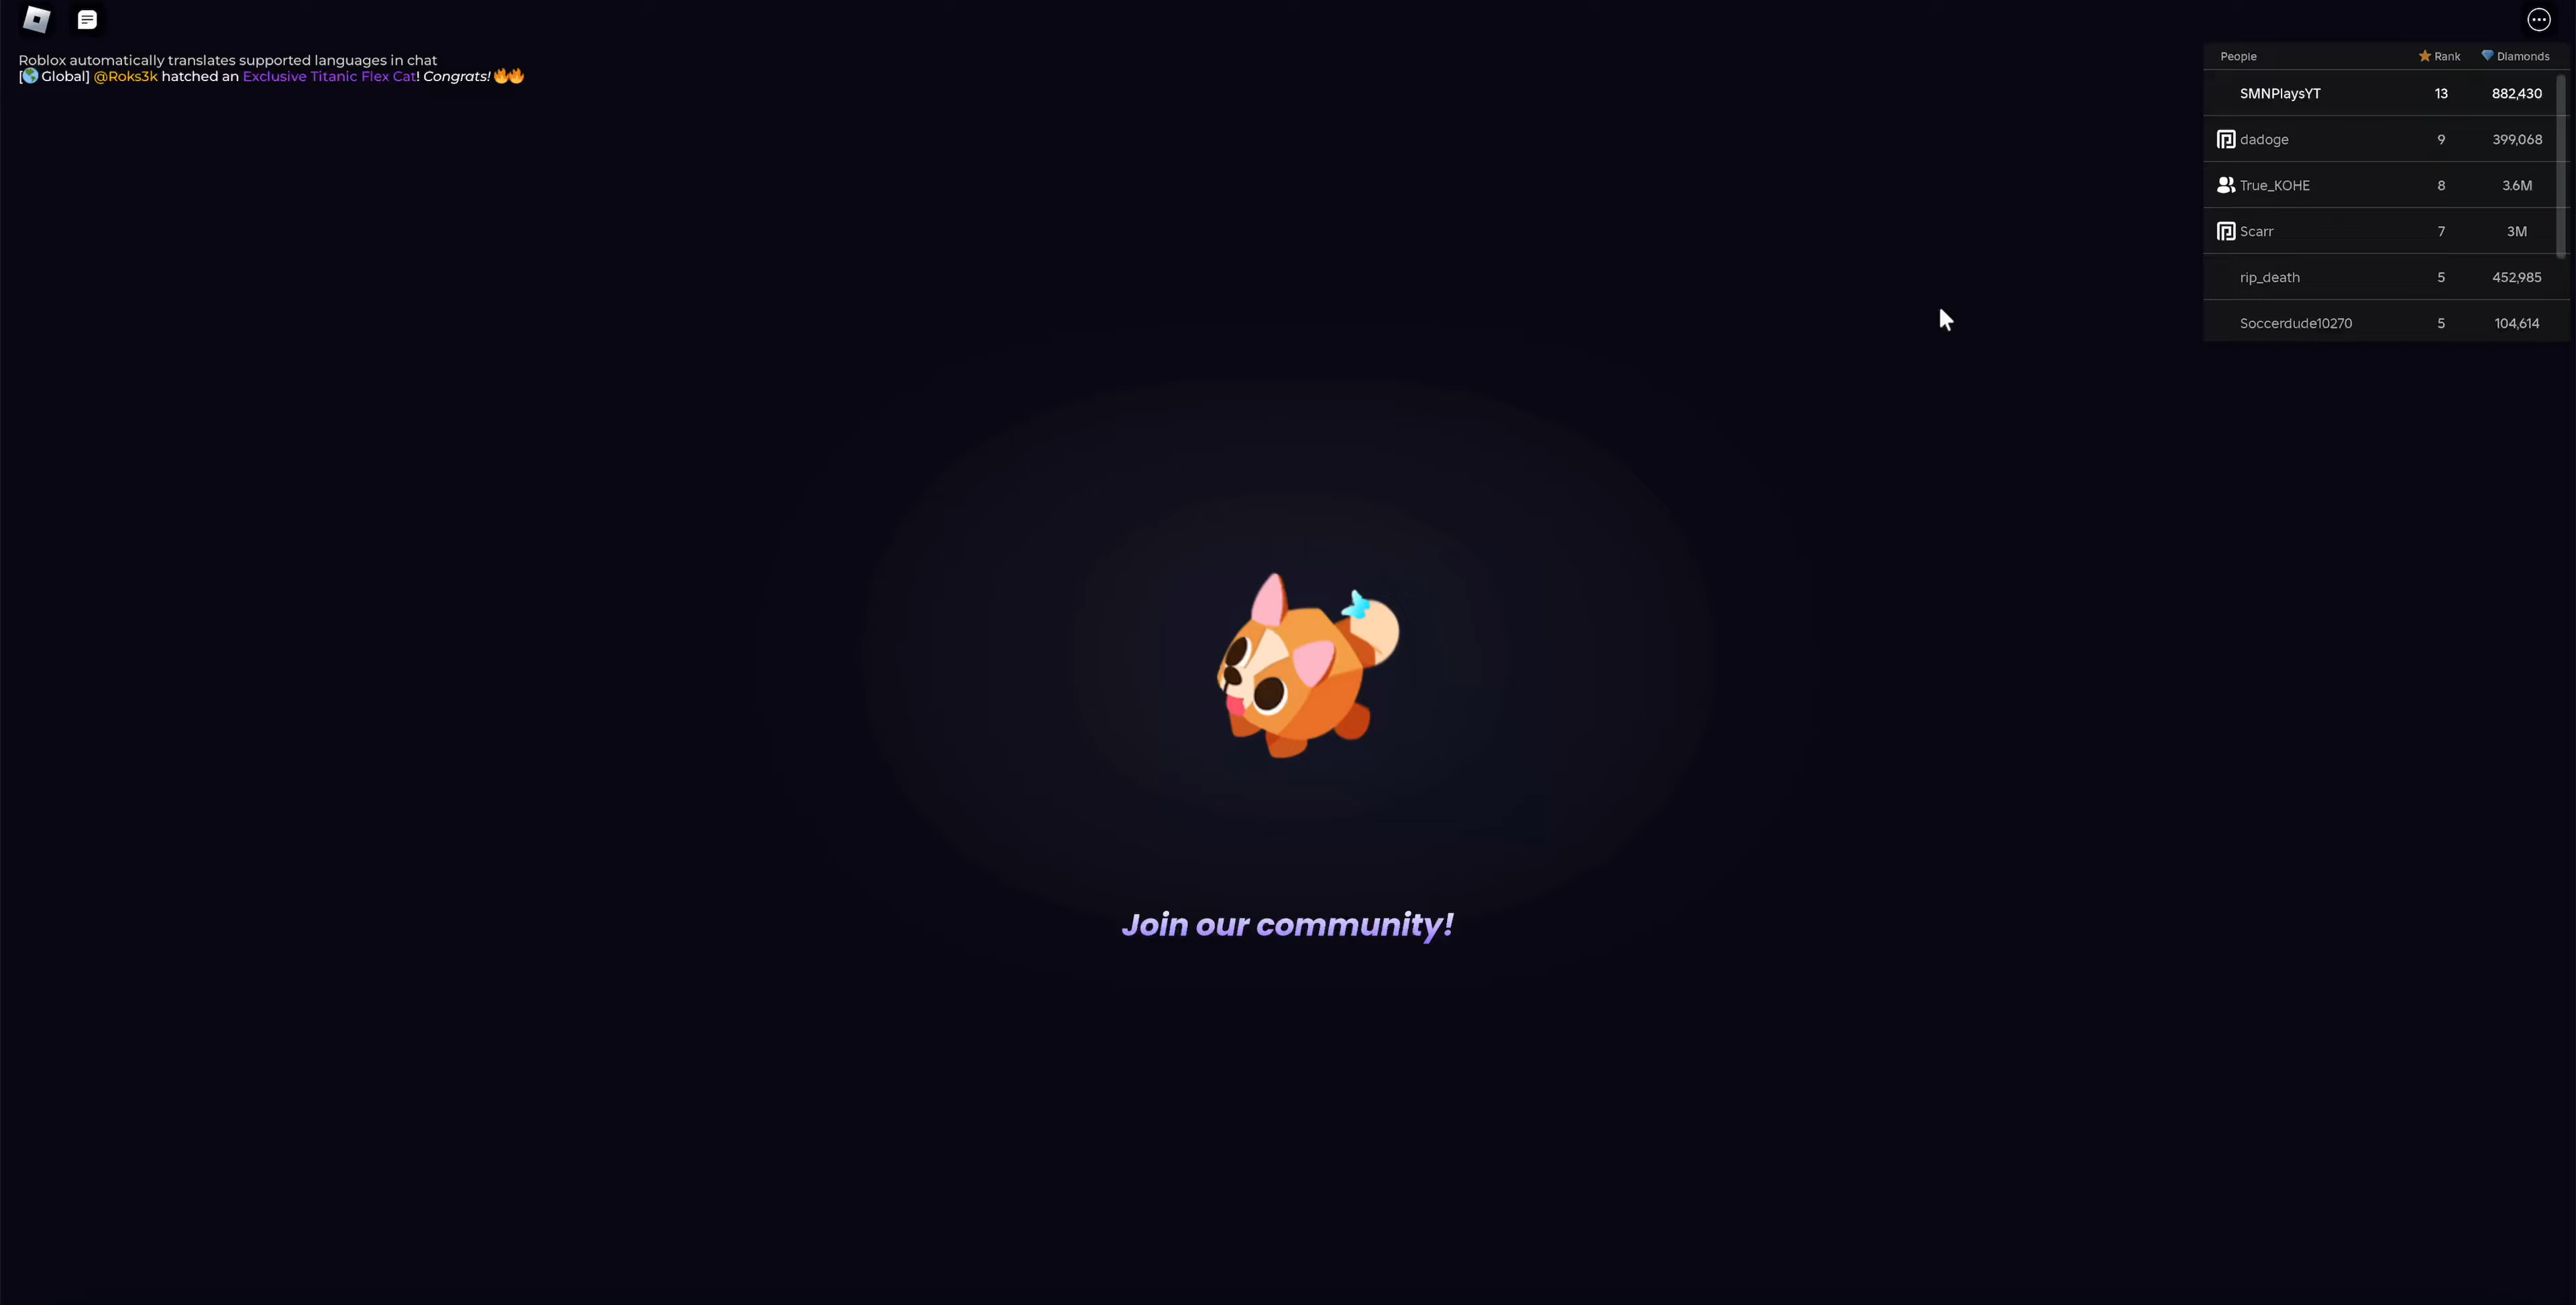 Roblox automatically translates supported languages in chat
[🌎 Global] @Roks3k hatched an Exclusive Titanic Flex Cat! Congrats! 🔥🔥
People ⭐ Rank 💎 Diamonds
SMNPlaysYT 13 882,430
dadoge 9 399,068
True_KOHE 8 3.6M
Scarr 7 3M
rip_death 5 452,985
Soccerdude10270 5 104,614
Join our community!